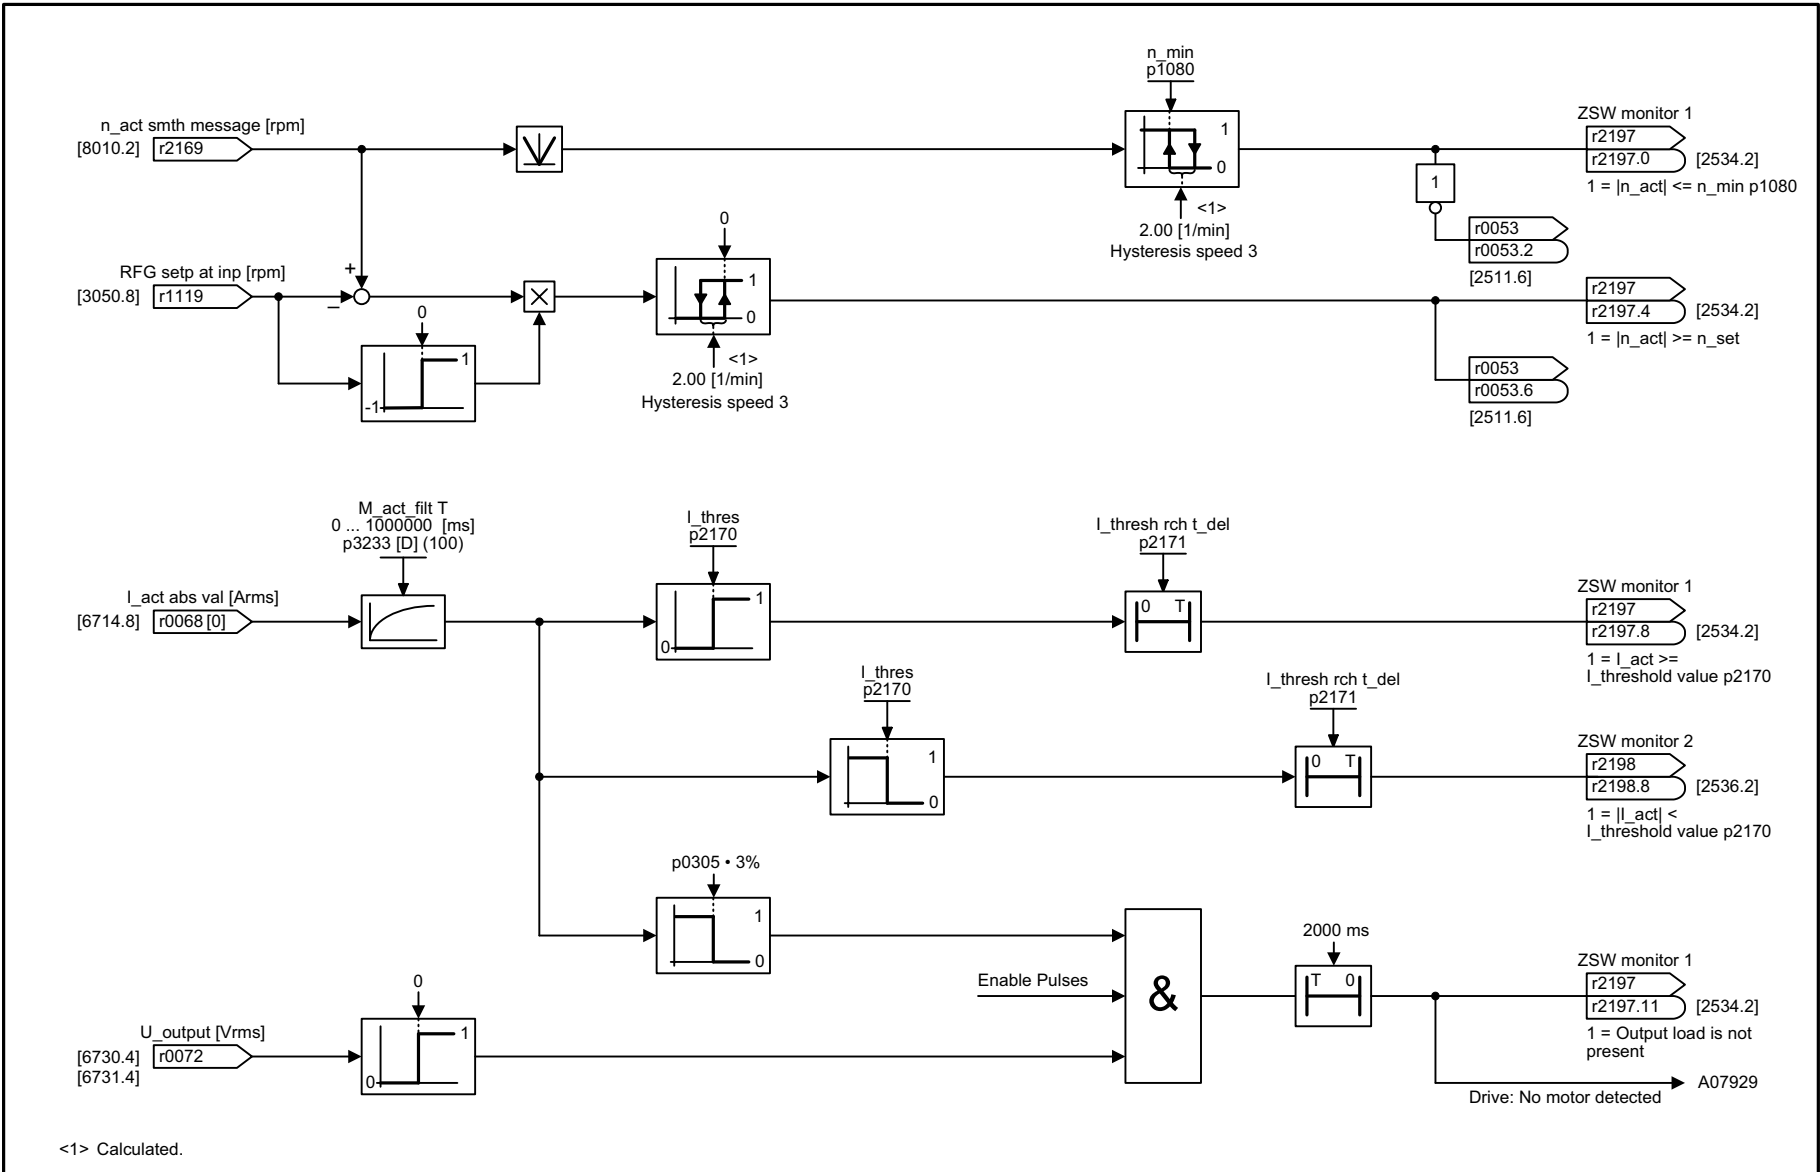 n_min
p1080
n_act smth message [rpm]
[8010.2] r2169
1
0
ZSW monitor 1
r2197
r2197.0 [2534.2]
1 = |n_act| <= n_min p1080
1
<1>
2.00 [1/min]
Hysteresis speed 3
r0053
r0053.2
[2511.6]
0
RFG setp at inp [rpm]
[3050.8] r1119
+
–
1
0
r2197
r2197.4 [2534.2]
1 = |n_act| >= n_set
0
1
-1
<1>
2.00 [1/min]
Hysteresis speed 3
r0053
r0053.6
[2511.6]
M_act_filt T
0 ... 1000000 [ms]
p3233 [D] (100)
I_thres
p2170
I_thresh rch t_del
p2171
I_act abs val [Arms]
[6714.8] r0068 [0]
1
0
0 T
ZSW monitor 1
r2197
r2197.8 [2534.2]
1 = I_act >=
I_threshold value p2170
I_thres
p2170
I_thresh rch t_del
p2171
1
0
0 T
ZSW monitor 2
r2198
r2198.8 [2536.2]
1 = |I_act| <
I_threshold value p2170
p0305 • 3%
1
0
Enable Pulses
&
2000 ms
T 0
ZSW monitor 1
r2197
r2197.11 [2534.2]
1 = Output load is not
present
0
U_output [Vrms]
[6730.4] r0072
[6731.4]
1
0
A07929
Drive: No motor detected
<1> Calculated.